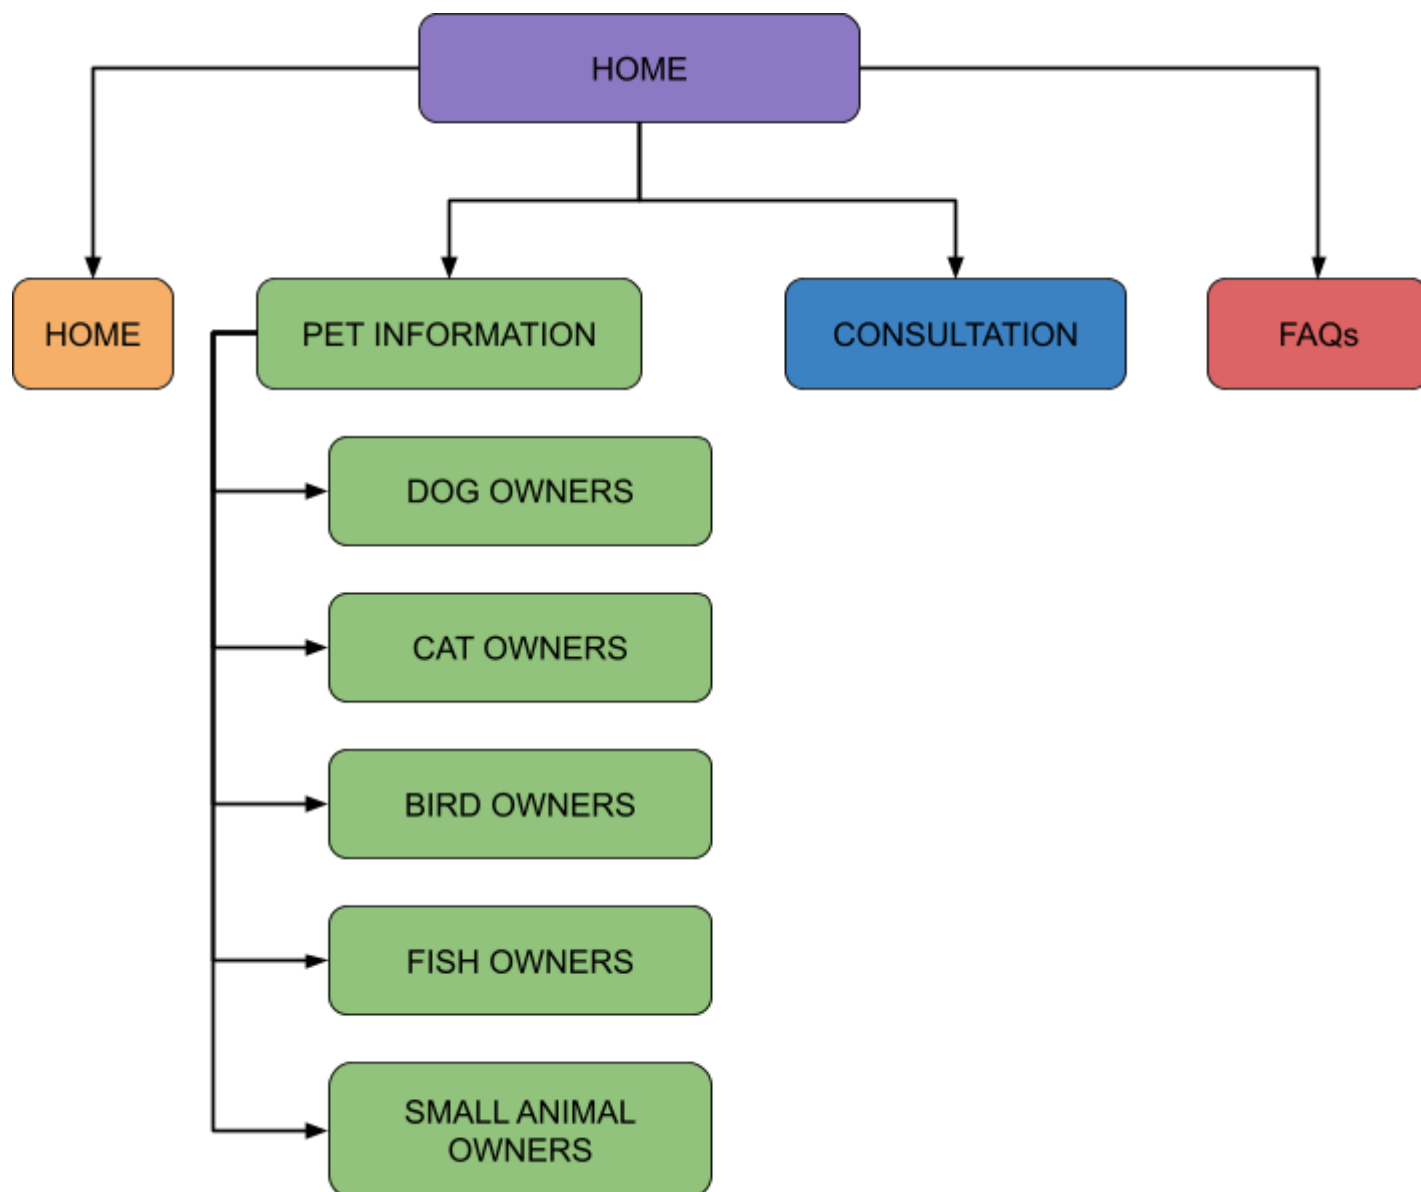 HOME
HOME
PET INFORMATION
CONSULTATION
FAQs
DOG OWNERS
CAT OWNERS
BIRD OWNERS
FISH OWNERS
SMALL ANIMAL
OWNERS